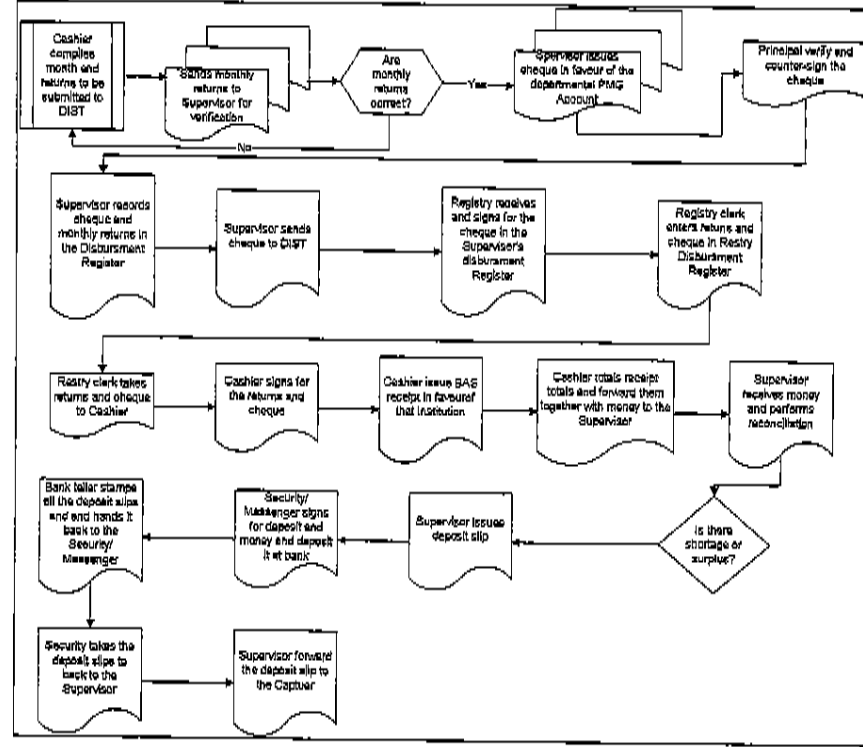 Cashier
compiles
month end
returns to be
submitted to
DIST
Sends monthly
returns to
Supervisor for
verification
Are
monthly
returns
correct?
Yes
No
Spervisor issues
cheque in favour of the
departmental PMG
Account
Principal verify and
counter-sign the
cheque
Supervisor records
cheque and
monthly returns in
the Disbursment
Register
Supervisor sends
cheque to DIST
Registry receives
and signs for the
cheque in the
Supervisor's
disbursment
Register
Registry clerk
enters returns and
cheque in Restry
Disbursment
Register
Restry clerk takes
returns and cheque
to Cashier
Cashier signs for
the returns and
cheque
Cashier issue BAS
receipt in favour of
that institution
Cashier totals receipt
totals and forward them
together with money to the
Supervisor
Supervisor
receives money
and performs
reconciliation
Is there
shortage or
surplus?
Supervisor issues
deposit slip
Security/
Messenger signs
for deposit and
money and deposit
it at bank
Bank teller stamps
all the deposit slips
and end hands it
back to the
Security/
Messenger
Security takes the
deposit slips to
back to the
Supervisor
Supervisor forward
the deposit slip to
the Captuer